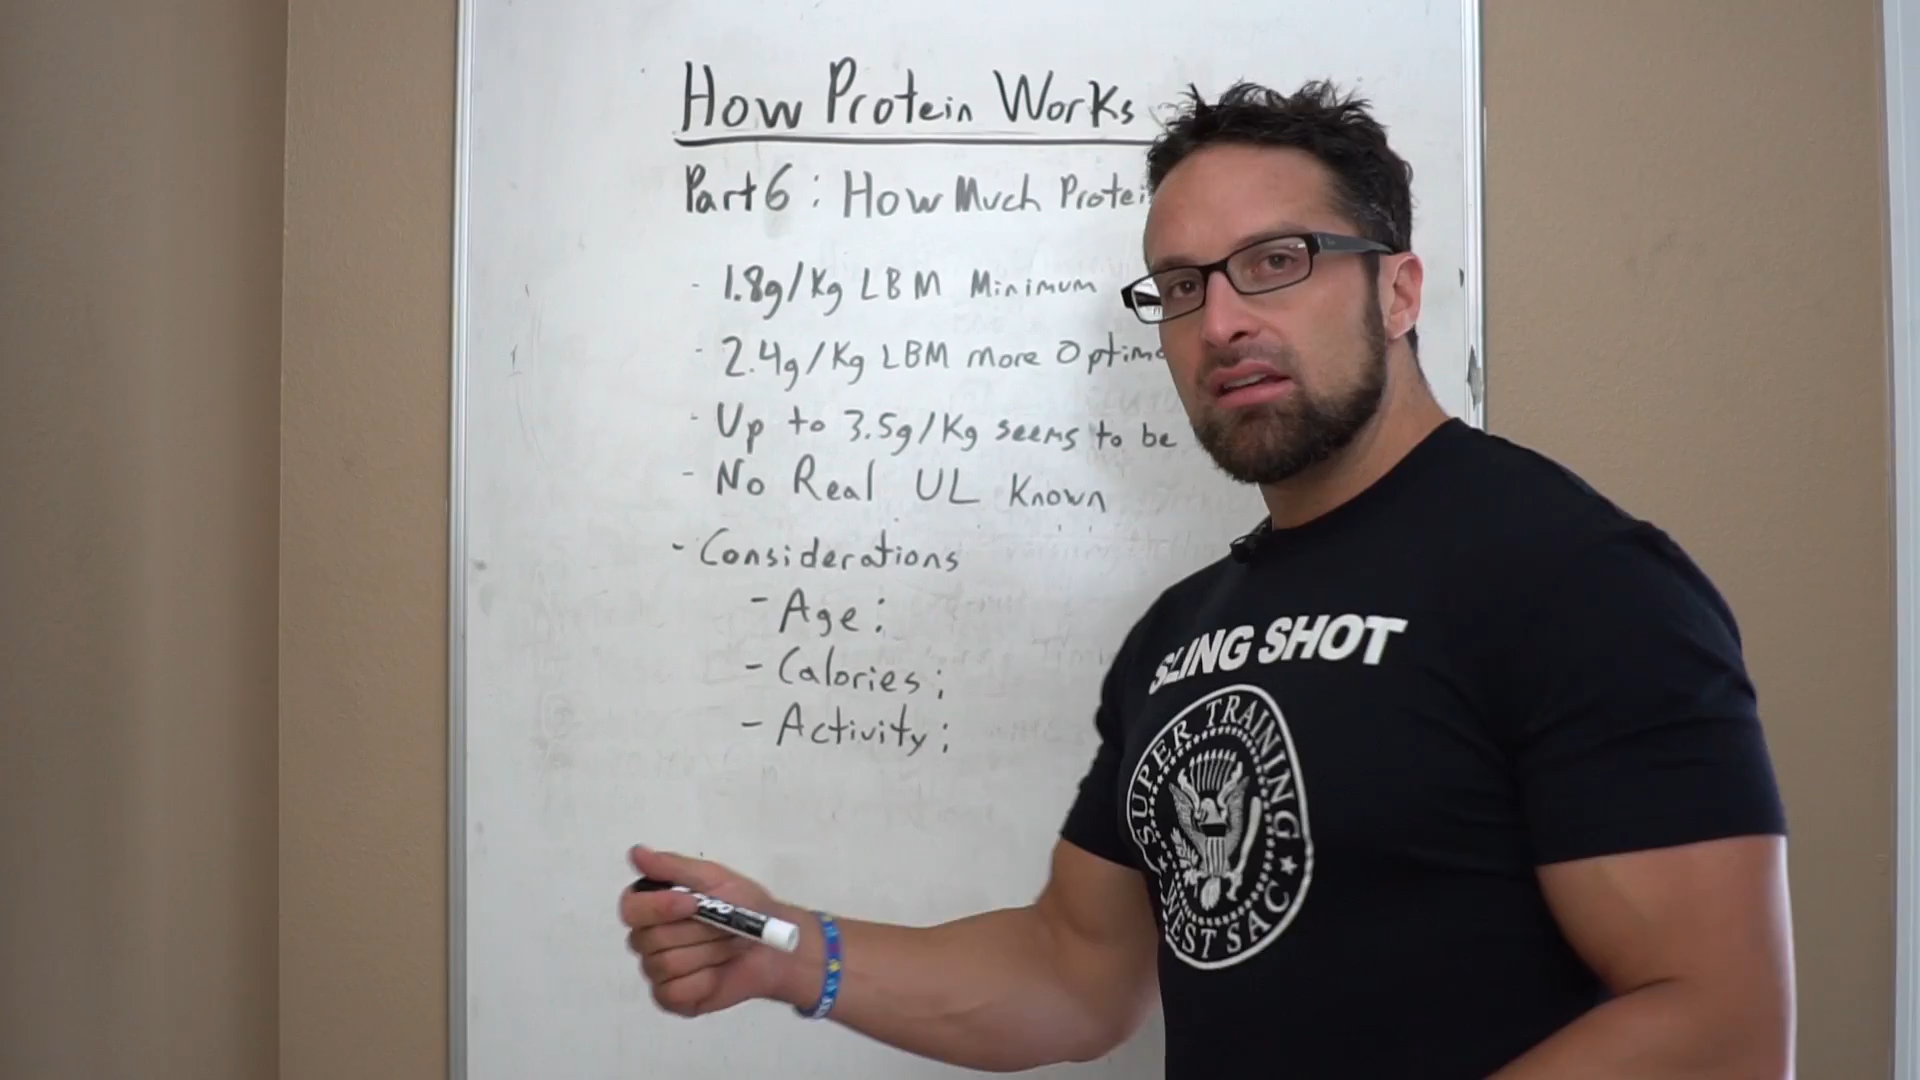 How Protein Works
Part 6: How Much Protei
- 1.8g/Kg LBM Minimum
- 2.4g/Kg LBM more Optim
- Up to 3.5g/Kg seems to be
- No Real UL Known
- Considerations
- Age:
- Calories:
- Activity:
SLING SHOT
SUPER TRAINING
WEST SAC